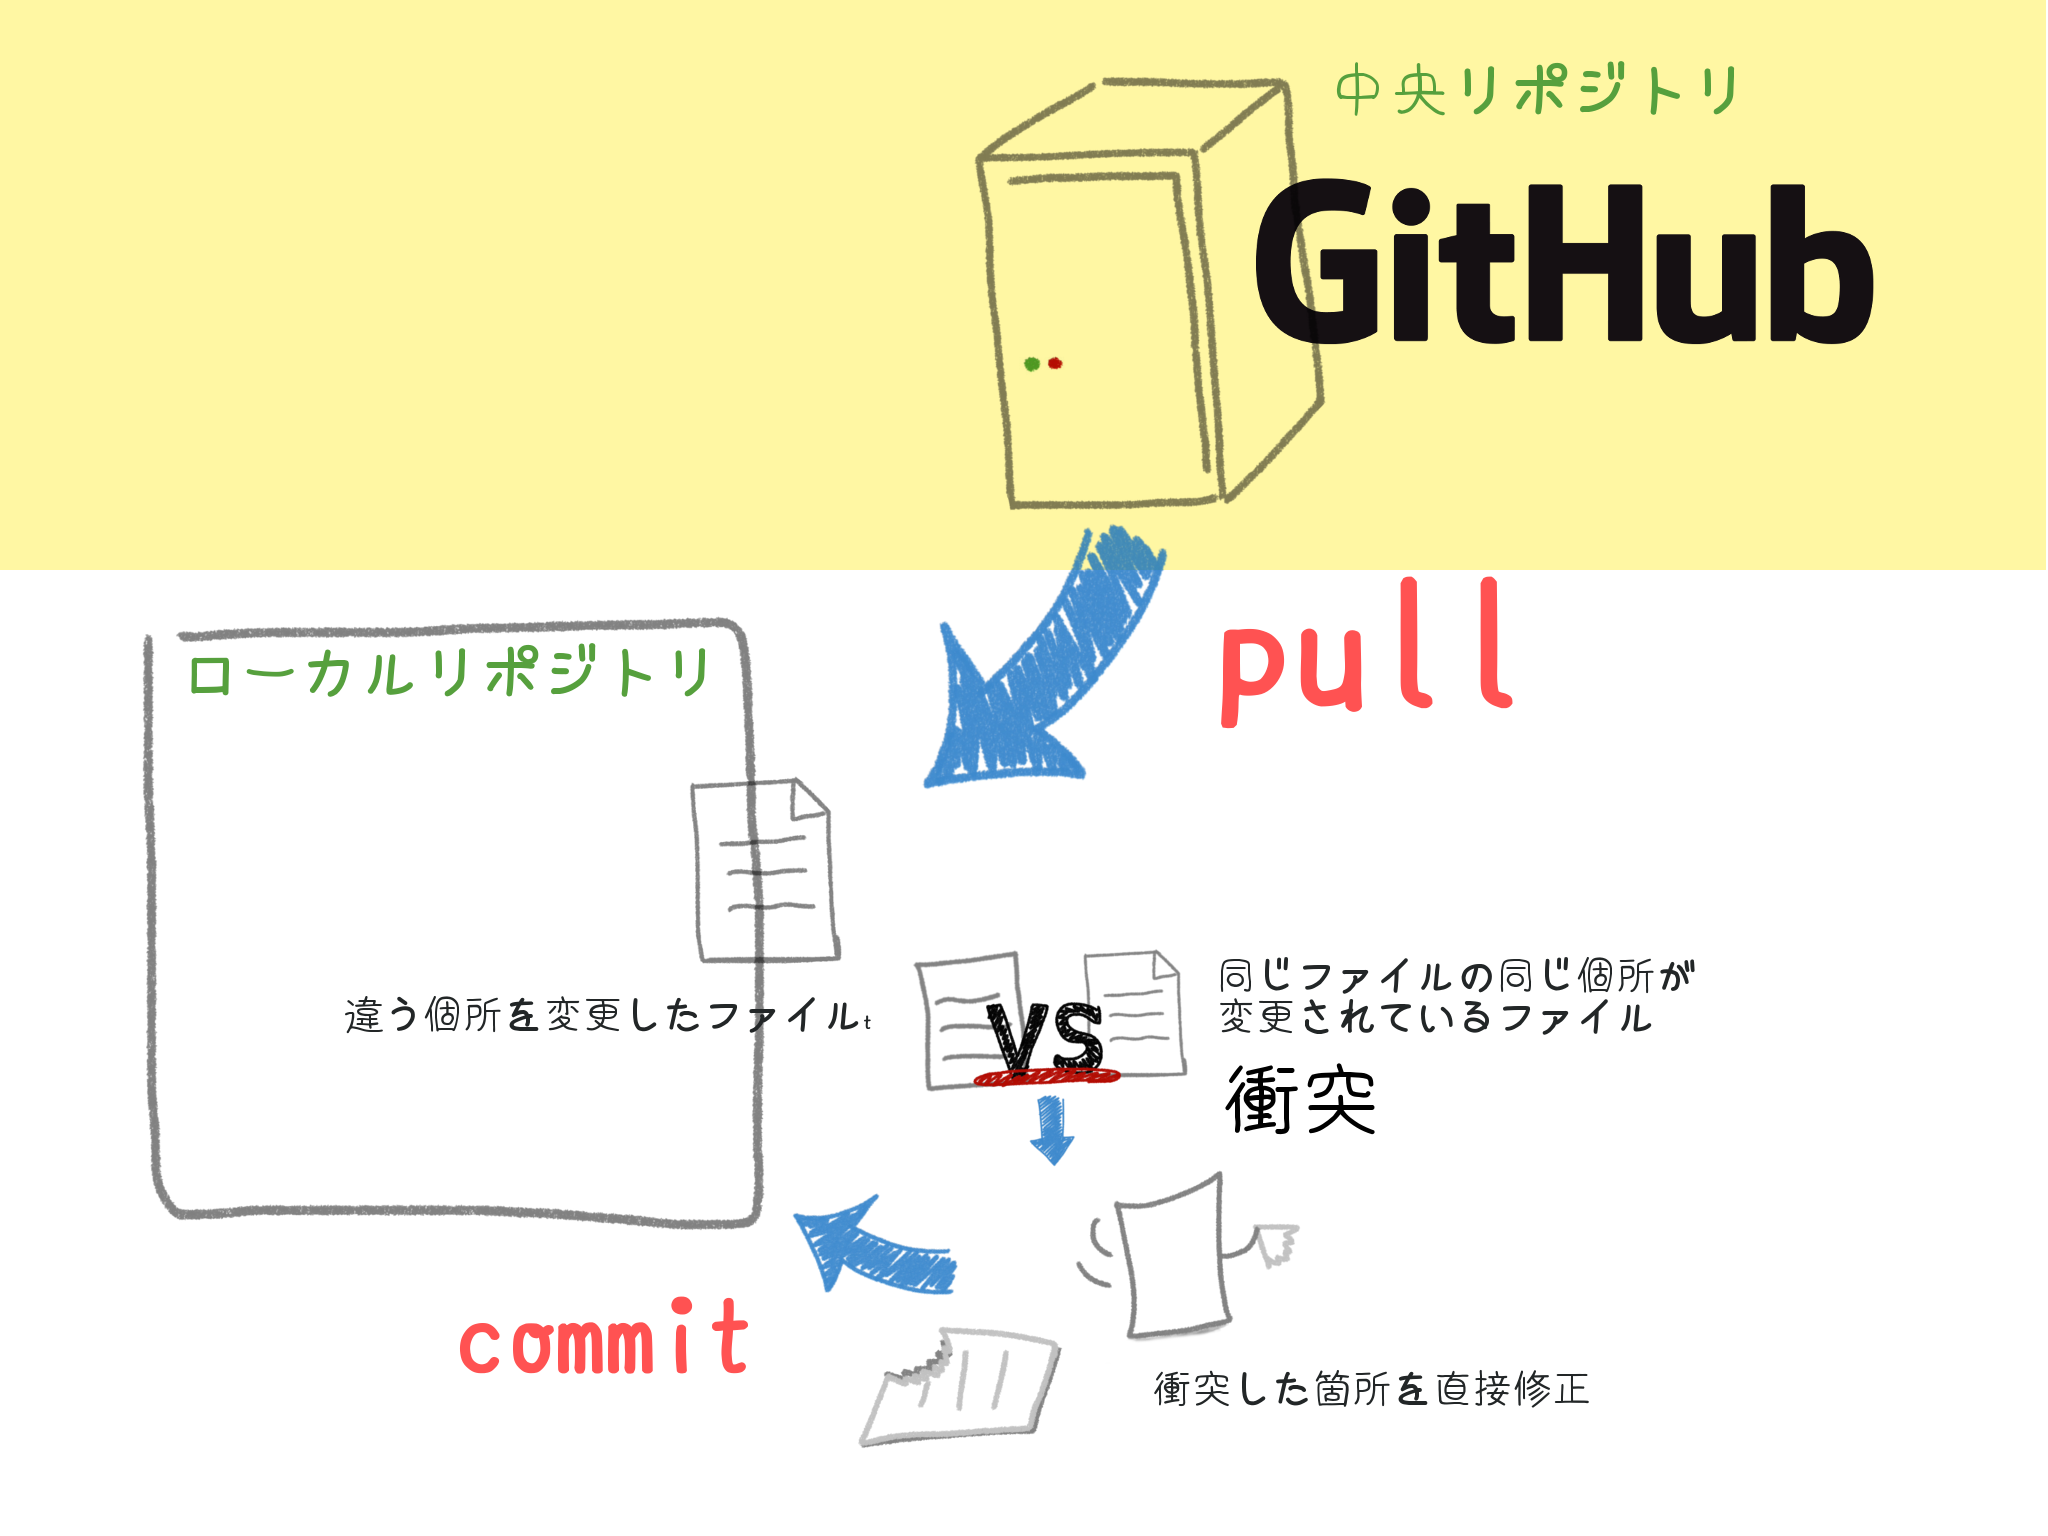 中央リポジトリ
GitHub
pull
ローカルリポジトリ
違う個所を変更したファイルt
VS
同じファイルの同じ個所が
変更されているファイル
衝突
commit
衝突した箇所を直接修正